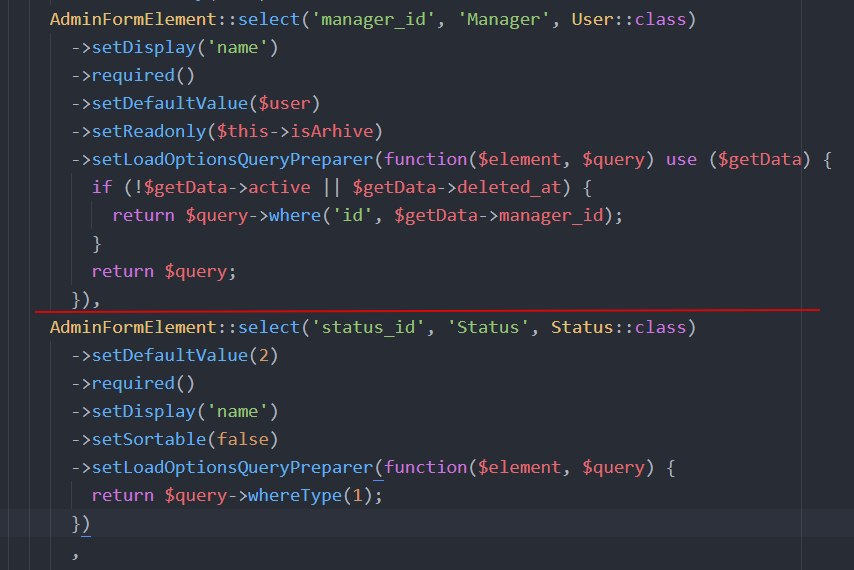 AdminFormElement::select('manager_id', 'Manager', User::class)
->setDisplay('name')
->required()
->setDefaultValue($user)
->setReadonly($this->isArhive)
->setLoadOptionsQueryPreparer(function($element, $query) use ($getData) {
if (!$getData->active || $getData->deleted_at) {
return $query->where('id', $getData->manager_id);
}
return $query;
}),
AdminFormElement::select('status_id', 'Status', Status::class)
->setDefaultValue(2)
->required()
->setDisplay('name')
->setSortable(false)
->setLoadOptionsQueryPreparer(function($element, $query) {
return $query->whereType(1);
})
,